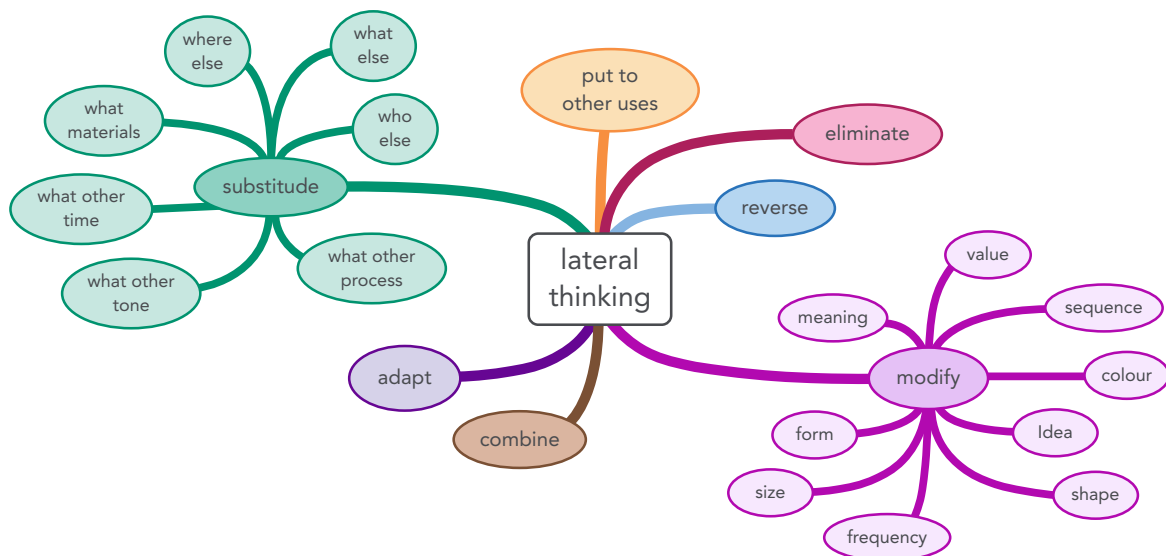 where
else
what
else
what
materials
who
else
substitude
what other
time
what other
tone
what other
process
put to
other uses
eliminate
reverse
lateral
thinking
adapt
combine
value
meaning
sequence
modify
colour
form
Idea
size
shape
frequency